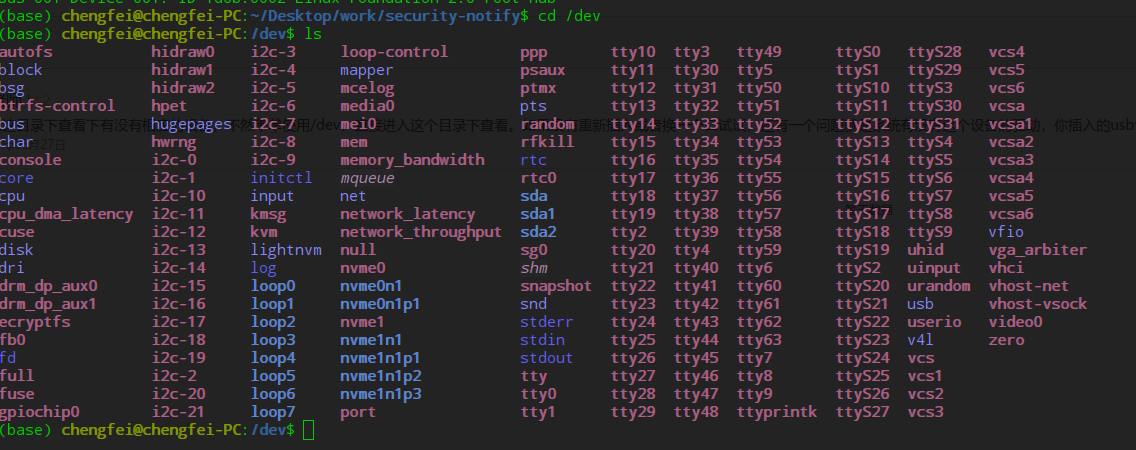 (base) chengfei@chengfei-PC:~/Desktop/work/security-notify$ cd /dev
(base) chengfei@chengfei-PC:/dev$ ls
autofs hidraw0 i2c-3 loop-control ppp tty10 tty3 tty49 ttyS0 ttyS28 vcs4
block hidraw1 i2c-4 mapper psaux tty11 tty30 tty5 ttyS1 ttyS29 vcs5
bsg hidraw2 i2c-5 mcelog ptmx tty12 tty31 tty50 ttyS10 ttyS3 vcs6
btrfs-control hpet i2c-6 media0 pts tty13 tty32 tty51 ttyS11 ttyS30 vcsa
bus hugepages i2c-7 mei0 random tty14 tty33 tty52 ttyS12 ttyS31 vcsa1
char hwrng i2c-8 mem rfkill tty15 tty34 tty53 ttyS13 ttyS4 vcsa2
console i2c-0 i2c-9 memory_bandwidth rtc tty16 tty35 tty54 ttyS14 ttyS5 vcsa3
core i2c-1 initctl mqueue rtc0 tty17 tty36 tty55 ttyS15 ttyS6 vcsa4
cpu i2c-10 input net sda tty18 tty37 tty56 ttyS16 ttyS7 vcsa5
cpu_dma_latency i2c-11 kmsg network_latency sda1 tty19 tty38 tty57 ttyS17 ttyS8 vcsa6
cuse i2c-12 kvm network_throughput sda2 tty2 tty39 tty58 ttyS18 ttyS9 vfio
disk i2c-13 lightnvm null sg0 tty20 tty4 tty59 ttyS19 uhid vga_arbiter
dri i2c-14 log nvme0 shm tty21 tty40 tty6 ttyS2 uinput vhci
drm_dp_aux0 i2c-15 loop0 nvme0n1 snapshot tty22 tty41 tty60 ttyS20 urandom vhost-net
drm_dp_aux1 i2c-16 loop1 nvme0n1p1 snd tty23 tty42 tty61 ttyS21 usb vhost-vsock
ecryptfs i2c-17 loop2 nvme1 stderr tty24 tty43 tty62 ttyS22 userio video0
fb0 i2c-18 loop3 nvme1n1 stdin tty25 tty44 tty63 ttyS23 v4l zero
fd i2c-19 loop4 nvme1n1p1 stdout tty26 tty45 tty7 ttyS24 vcs
full i2c-2 loop5 nvme1n1p2 tty tty27 tty46 tty8 ttyS25 vcs1
fuse i2c-20 loop6 nvme1n1p3 tty0 tty28 tty47 tty9 ttyS26 vcs2
gpiochip0 i2c-21 loop7 port tty1 tty29 tty48 ttyprintk ttyS27 vcs3
(base) chengfei@chengfei-PC:/dev$